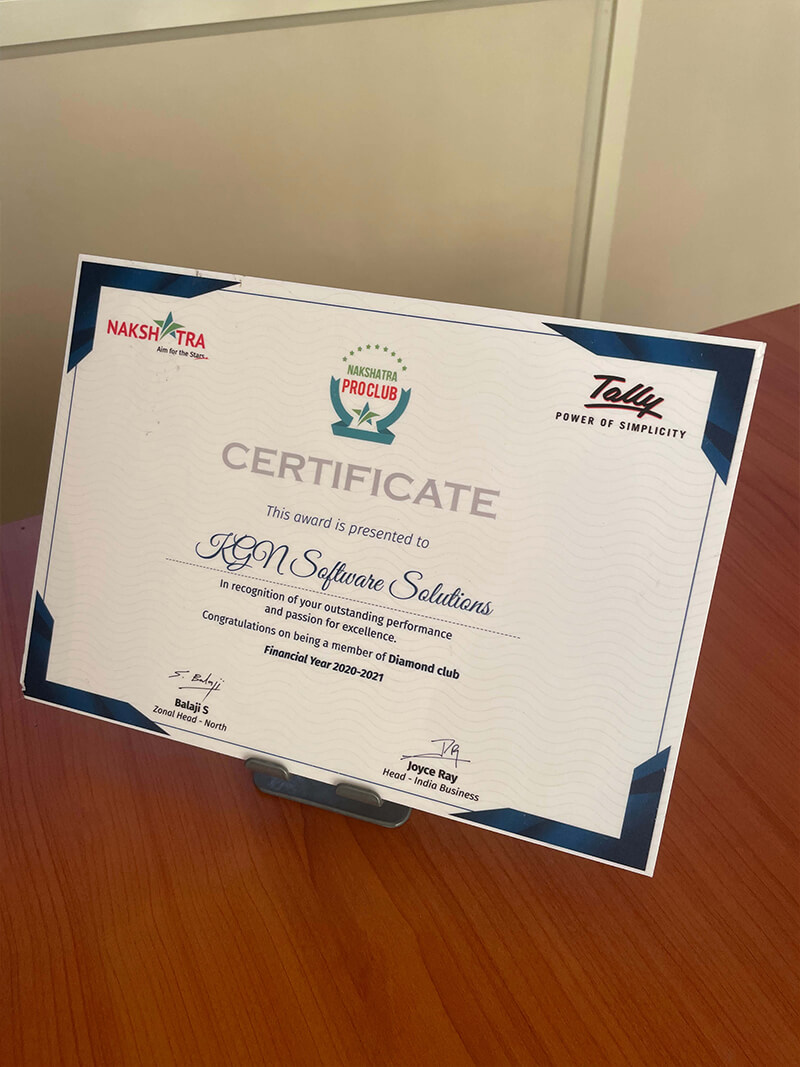 NAKSHATRA
Aim for the Stars...
NAKSHATRA
PROCLUB
Tally
POWER OF SIMPLICITY
CERTIFICATE
This award is presented to
KGN Software Solutions
In recognition of your outstanding performance
and passion for excellence.
Congratulations on being a member of Diamond club
Financial Year 2020-2021
S. Balaji
Balaji S
Zonal Head - North
Joyce Ray
Head - India Business